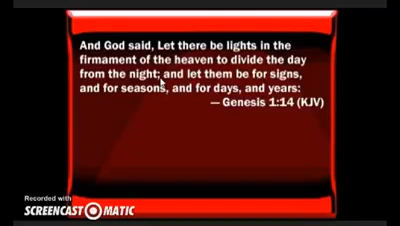 And God said, Let there be lights in the
firmament of the heaven to divide the day
from the night; and let them be for signs,
and for seasons, and for days, and years:
— Genesis 1:14 (KJV)
Recorded with
SCREENCAST O MATIC